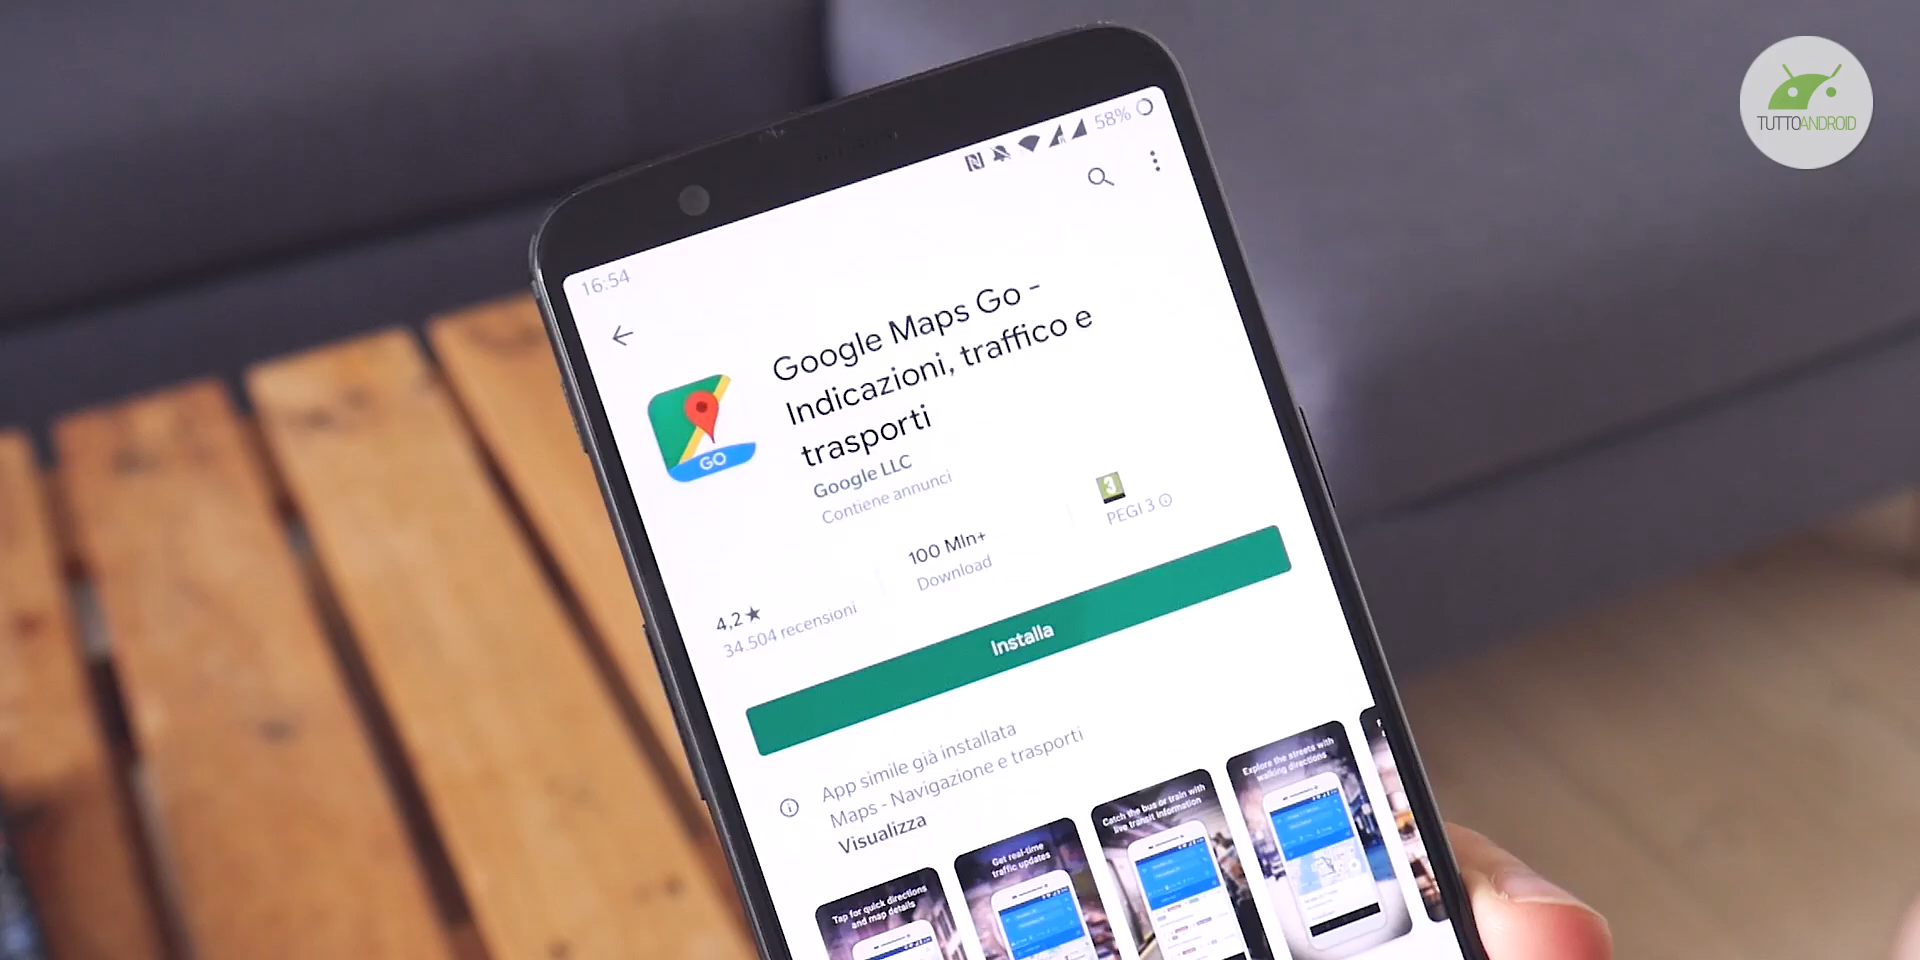 TUTTOANDROID
58%
16:54
Google Maps Go -
Indicazioni, traffico e
trasporti
Google LLC
Contiene annunci
GO
4,2★
34.504 recensioni
100 Mln+
Download
3
PEGI 3
Installa
App simile già installata
Maps - Navigazione e trasporti
Visualizza
Tap for quick directions
and map details
Get real-time
traffic updates
Catch the bus or train with
live transit information
Explore the streets with
walking directions